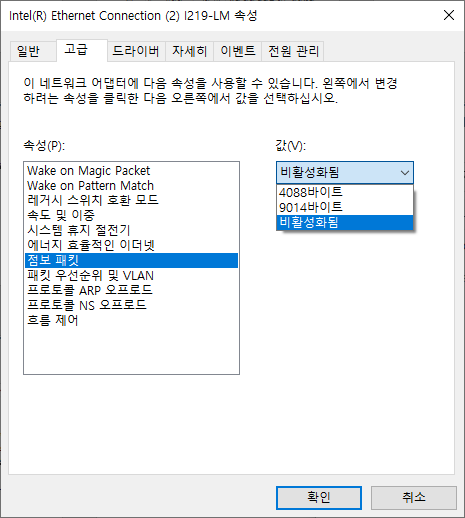 Intel(R) Ethernet Connection (2) I219-LM 속성
일반 고급 드라이버 자세히 이벤트 전원 관리
이 네트워크 어댑터에 다음 속성을 사용할 수 있습니다. 왼쪽에서 변경
하려는 속성을 클릭한 다음 오른쪽에서 값을 선택하십시오.
속성(P):
Wake on Magic Packet
Wake on Pattern Match
레거시 스위치 호환 모드
속도 및 이중
시스템 휴지 절전기
에너지 효율적인 이더넷
점보 패킷
패킷 우선순위 및 VLAN
프로토콜 ARP 오프로드
프로토콜 NS 오프로드
흐름 제어
값(V):
비활성화됨
4088바이트
9014바이트
비활성화됨
확인 취소